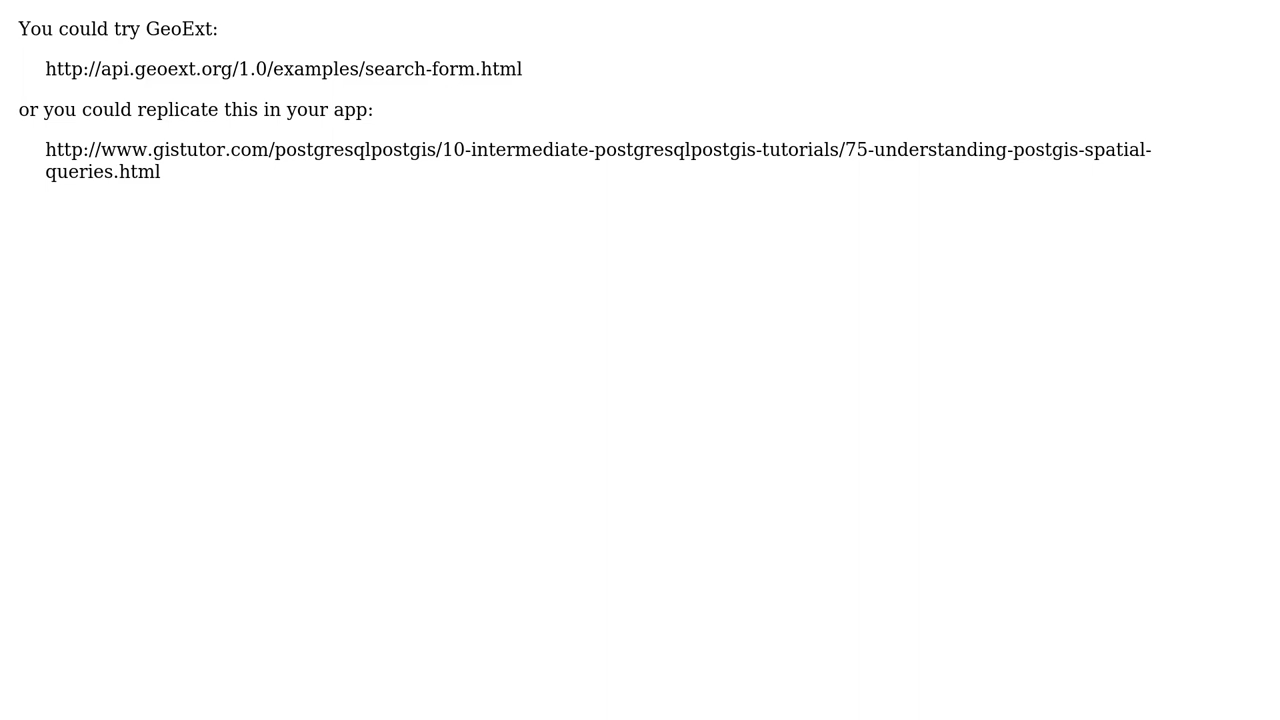 You could try GeoExt:
http://api.geoext.org/1.0/examples/search-form.html
or you could replicate this in your app:
http://www.gistutor.com/postgresqlpostgis/10-intermediate-postgresqlpostgis-tutorials/75-understanding-postgis-spatial-
queries.html